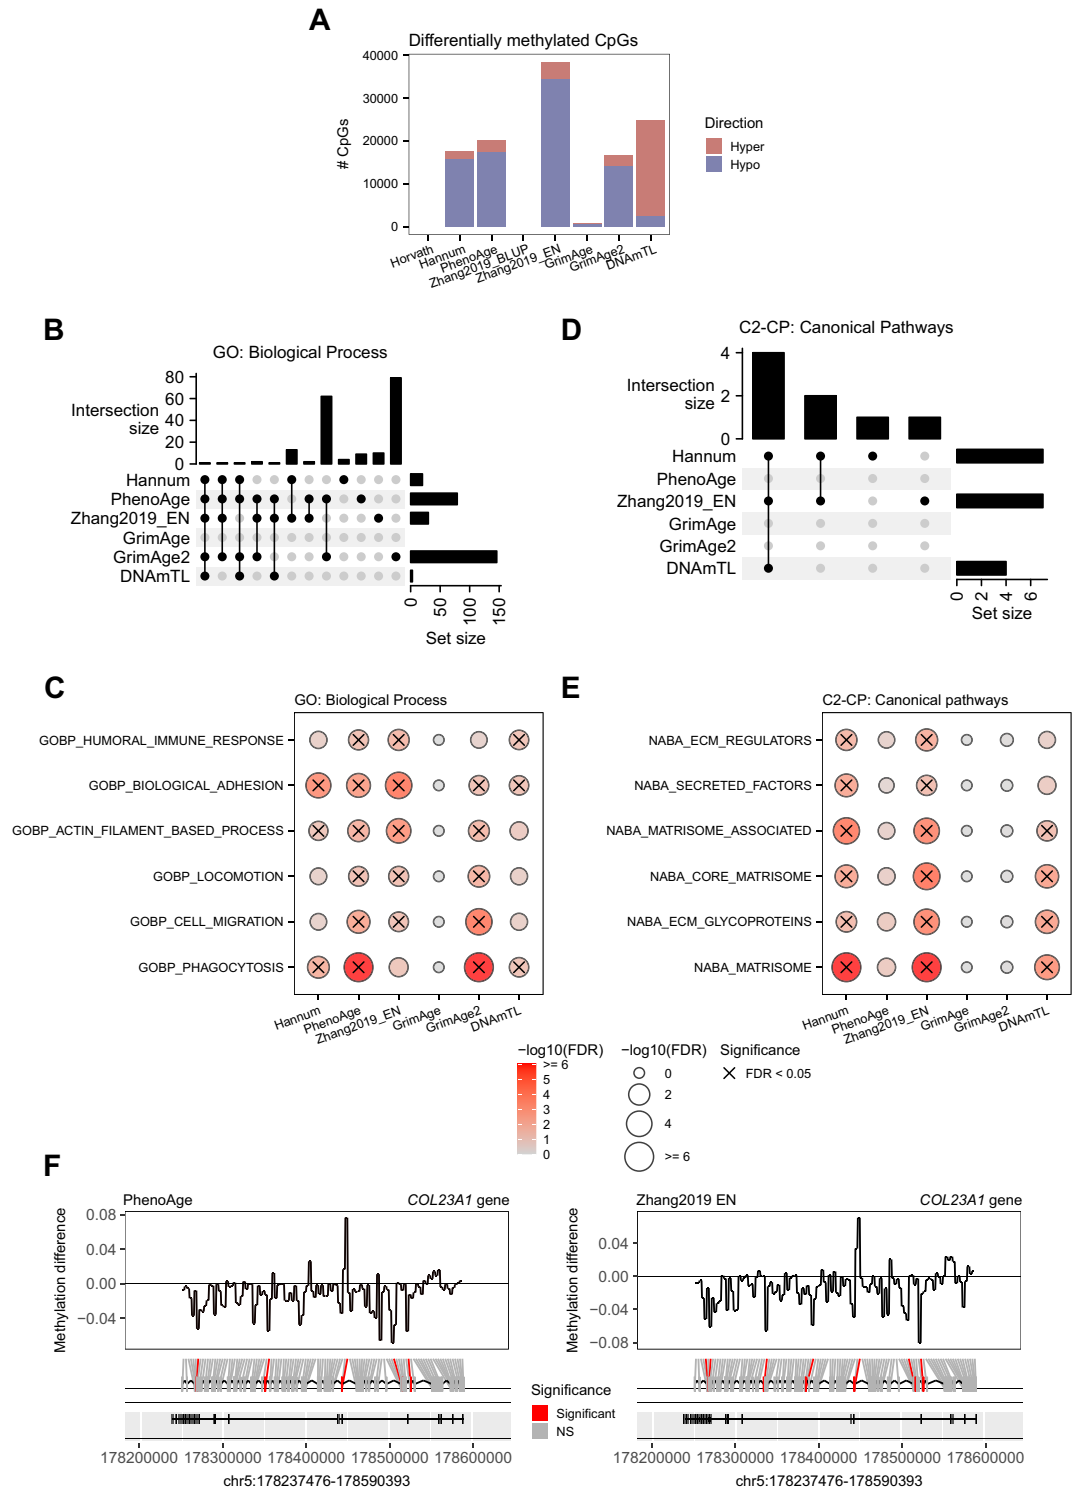 A
Differentially methylated CpGs
# CpGs
40000
30000
20000
10000
0
Horvath
Hannum
PhenoAge
Zhang2019_BLUP
Zhang2019_EN
GrimAge
GrimAge2
DNAmTL
Direction
Hyper
Hypo
B
GO: Biological Process
Intersection
size
80
60
40
20
0
Hannum
PhenoAge
Zhang2019_EN
GrimAge
GrimAge2
DNAmTL
0
50
100
150
Set size
D
C2-CP: Canonical Pathways
Intersection
size
4
2
0
Hannum
PhenoAge
Zhang2019_EN
GrimAge
GrimAge2
DNAmTL
0
2
4
6
Set size
C
GO: Biological Process
GOBP_HUMORAL_IMMUNE_RESPONSE
GOBP_BIOLOGICAL_ADHESION
GOBP_ACTIN_FILAMENT_BASED_PROCESS
GOBP_LOCOMOTION
GOBP_CELL_MIGRATION
GOBP_PHAGOCYTOSIS
Hannum
PhenoAge
Zhang2019_EN
GrimAge
GrimAge2
DNAmTL
E
C2-CP: Canonical pathways
NABA_ECM_REGULATORS
NABA_SECRETED_FACTORS
NABA_MATRISOME_ASSOCIATED
NABA_CORE_MATRISOME
NABA_ECM_GLYCOPROTEINS
NABA_MATRISOME
Hannum
PhenoAge
Zhang2019_EN
GrimAge
GrimAge2
DNAmTL
−log10(FDR)
>= 6
5
4
3
2
1
0
−log10(FDR)
0
2
4
>= 6
Significance
FDR < 0.05
F
PhenoAge
COL23A1 gene
Methylation difference
0.08
0.04
0.00
−0.04
178200000 178300000 178400000 178500000 178600000
chr5:178237476-178590393
Significance
Significant
NS
Zhang2019 EN
COL23A1 gene
Methylation difference
0.04
0.00
−0.04
−0.08
178200000 178300000 178400000 178500000 178600000
chr5:178237476-178590393